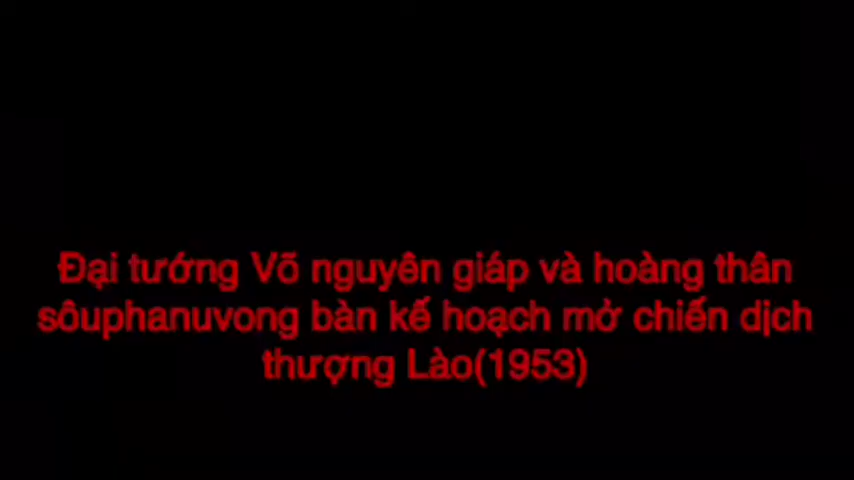 Đại tướng Võ nguyên giáp và hoàng thân
sôuphanuvong bàn kế hoạch mở chiến dịch
thượng Lào(1953)